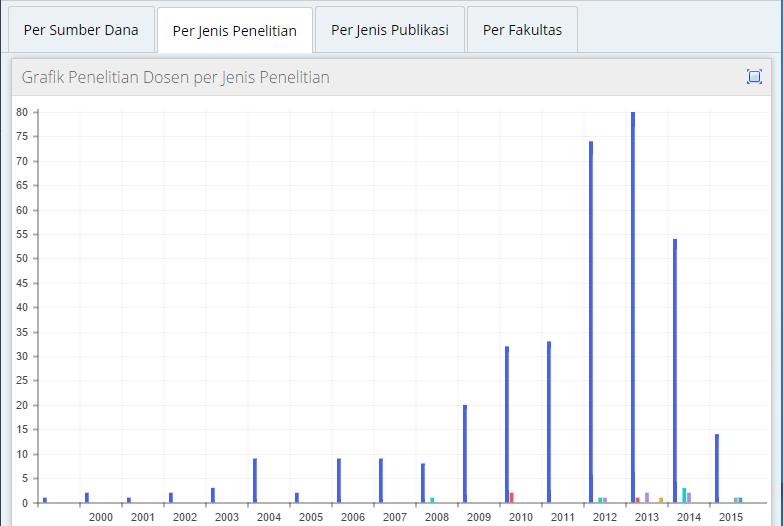 Per Sumber Dana
Per Jenis Penelitian
Per Jenis Publikasi
Per Fakultas
Grafik Penelitian Dosen per Jenis Penelitian
80
75
70
65
60
55
50
45
40
35
30
25
20
15
10
5
0
2000 2001 2002 2003 2004 2005 2006 2007 2008 2009 2010 2011 2012 2013 2014 2015